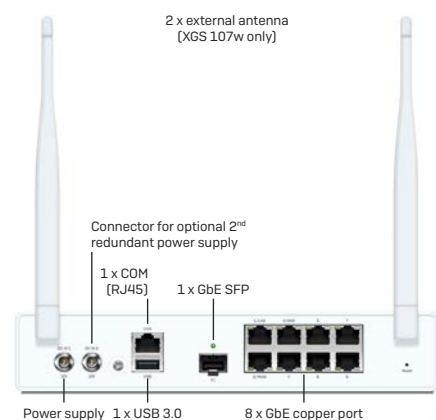 2 x external antenna
(XGS 107w only)
Connector for optional 2nd
redundant power supply
1 x COM
(RJ45)
1 x GbE SFP
Power supply
1 x USB 3.0
8 x GbE copper port